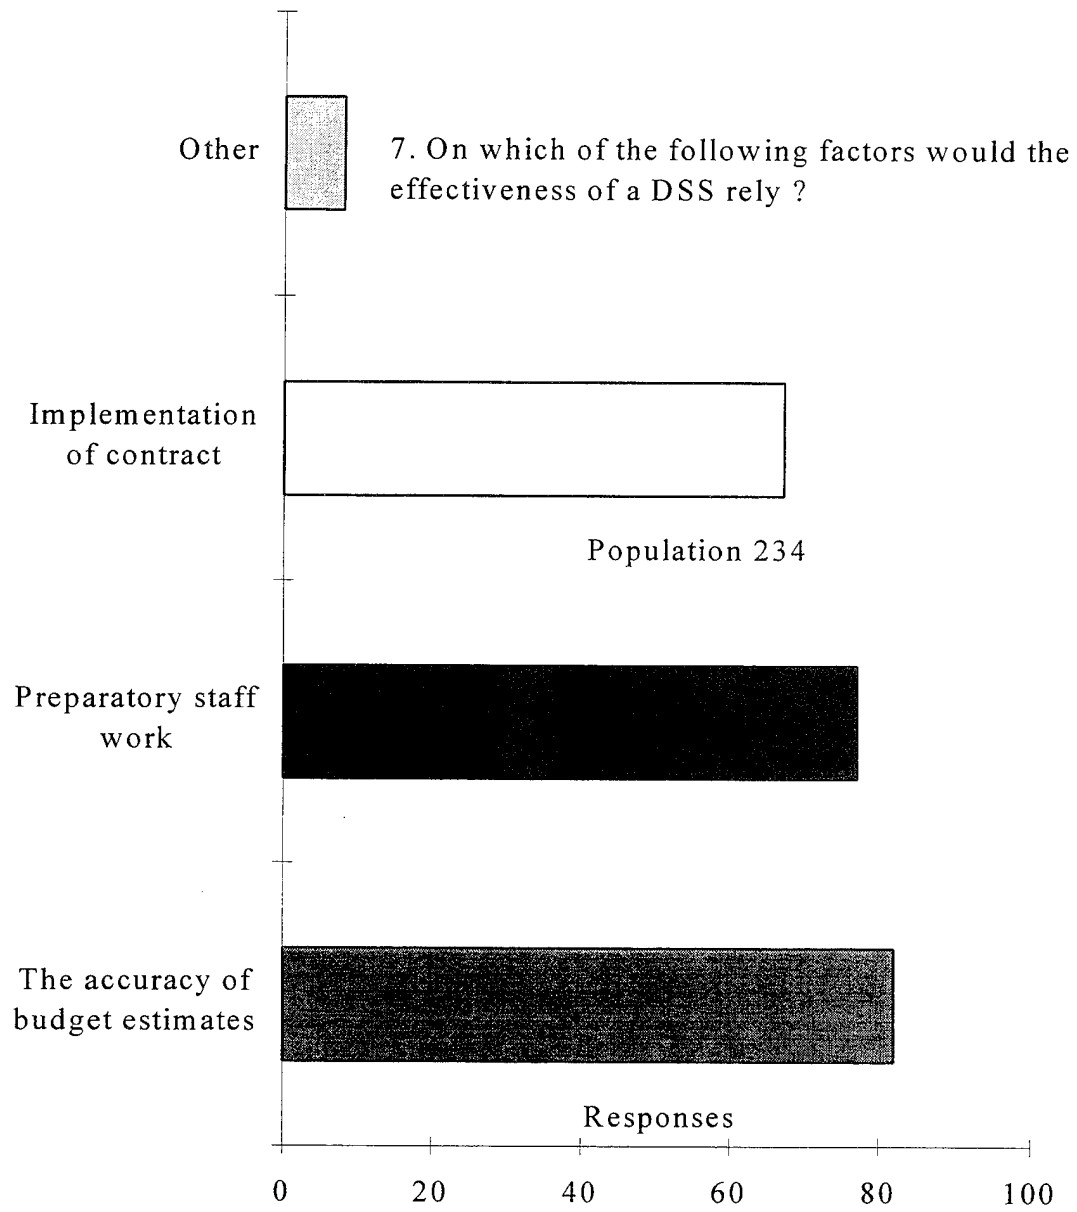 Other
7. On which of the following factors would the
effectiveness of a DSS rely ?
Implementation
of contract
Population 234
Preparatory staff
work
The accuracy of
budget estimates
Responses
0 20 40 60 80 100